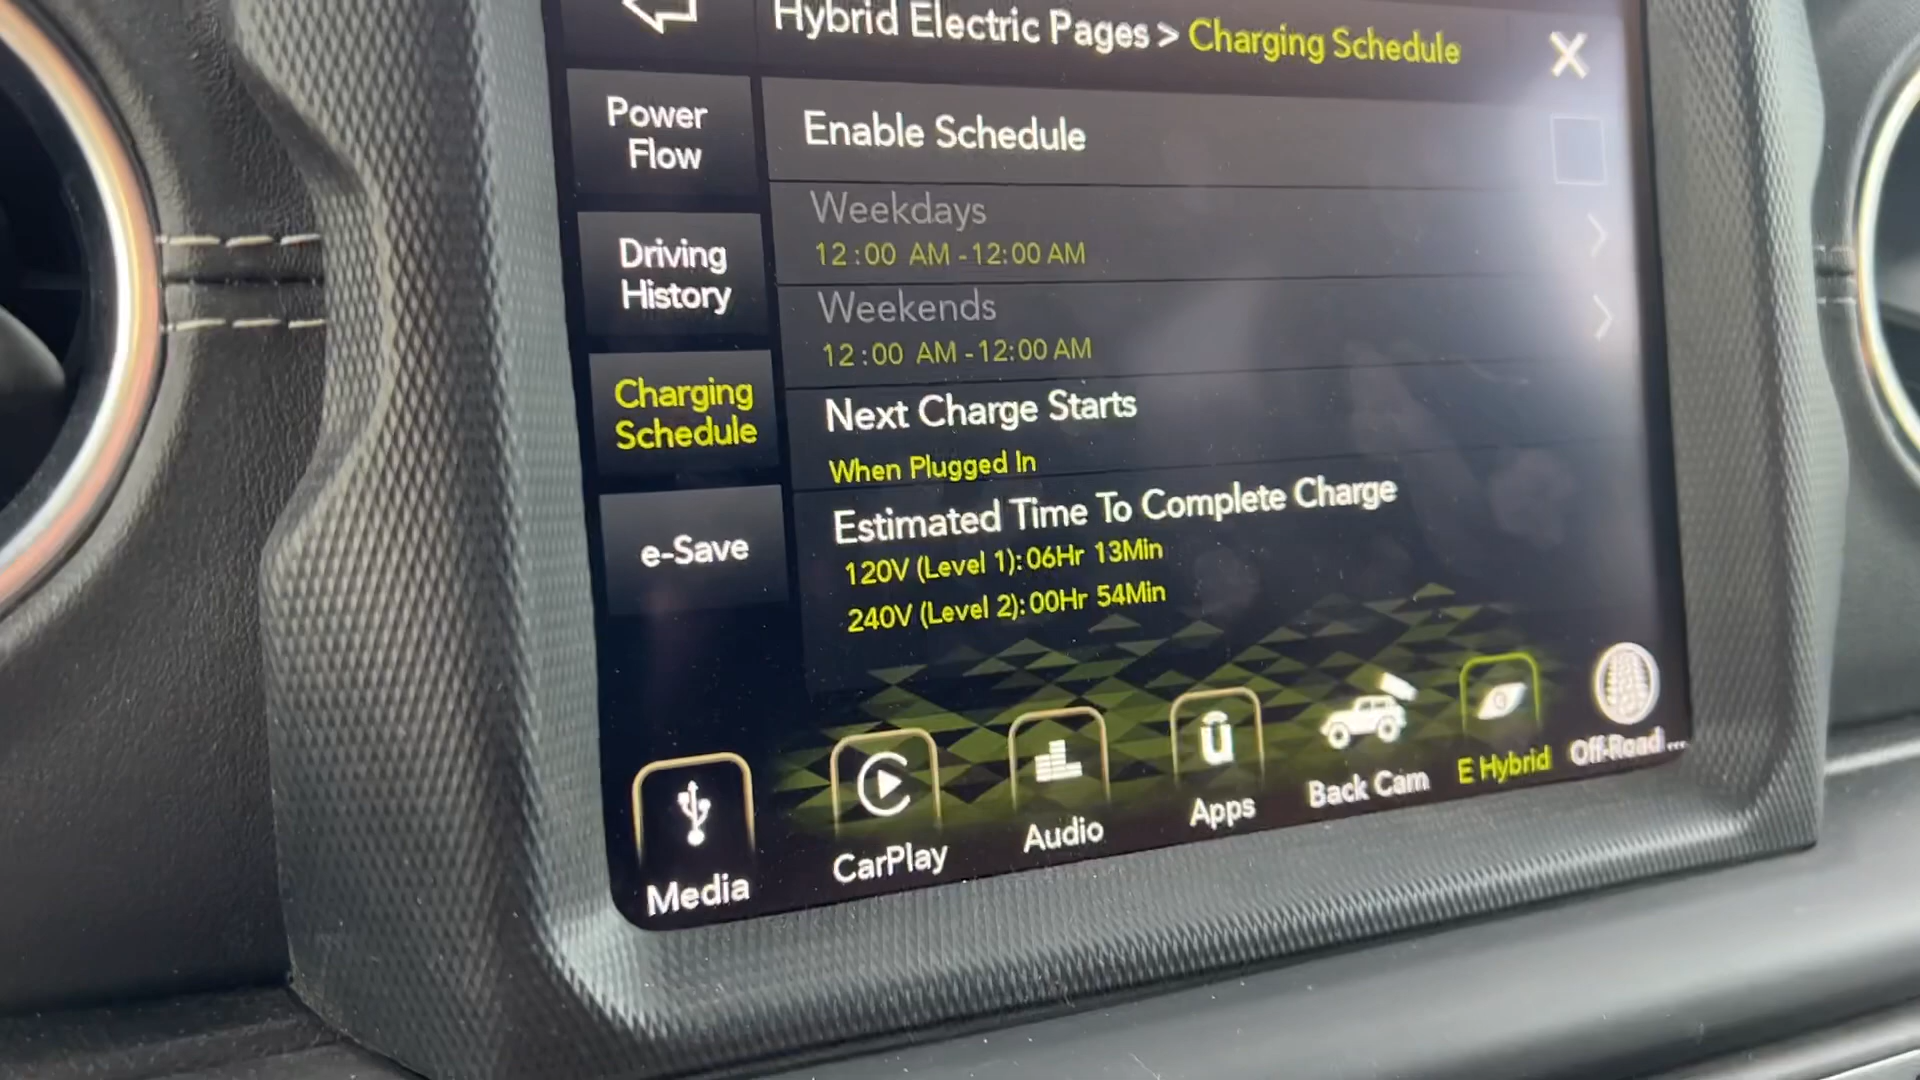 Hybrid Electric Pages > Charging Schedule
X
Power
Flow
Enable Schedule
Weekdays
12:00 AM - 12:00 AM
Driving
History
Weekends
12:00 AM - 12:00 AM
Charging
Schedule
Next Charge Starts
When Plugged In
e-Save
Estimated Time To Complete Charge
120V (Level 1): 06Hr 13Min
240V (Level 2): 00Hr 54Min
Media
CarPlay
Audio
Apps
Back Cam
E Hybrid
Off-Road...